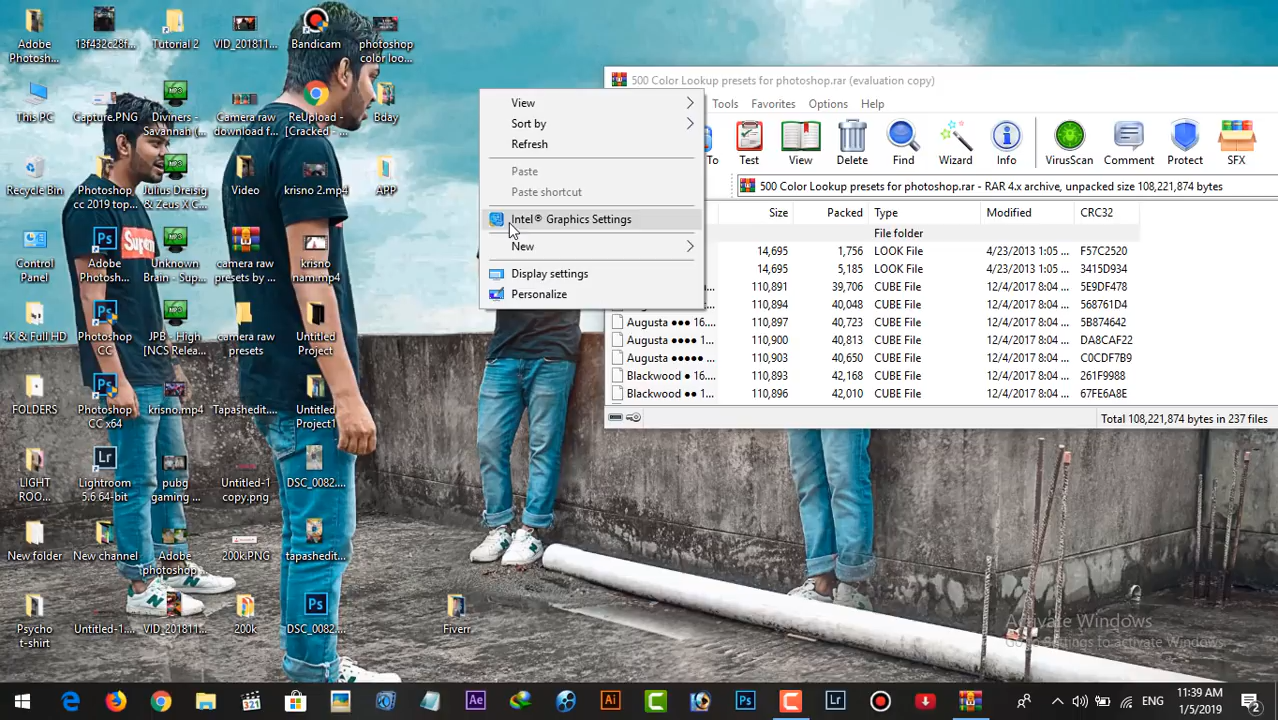 Adobe
Photosh...
13f432c28f...
Tutorial 2
VID_201811...
Bandicam
photoshop
color loo...
This PC
Capture.PNG
Diviners -
Savannah (...
Camera raw
download f...
ReUpload -
[Cracked - ...
Bday
Recycle Bin
Photoshop
cc 2019 top...
Julius Dreisig
& Zeus X C...
Video
krisno 2.mp4
APP
Control
Panel
Adobe
Photosh...
Unknown
Brain - Sup...
camera raw
presets by ...
krisno
nam.mp4
4K & Full HD
Photoshop
CC
JPB - High
[NCS Relea...
camera raw
presets
Untitled
Project
FOLDERS
Photoshop
CC x64
krisno.mp4
Tapashedit...
Untitled
Project1
LIGHT
ROO...
Lightroom
5.6 64-bit
pubg
gaming ...
Untitled-1
copy.png
DSC_0082....
New folder
New channel
Adobe
photoshop...
200k.PNG
tapashedit...
Psycho
t-shirt
Untitled-1....
VID_201811...
200k
DSC_0082....
Fiverr
View
Sort by
Refresh
Paste
Paste shortcut
Intel® Graphics Settings
New
Display settings
Personalize
500 Color Lookup presets for photoshop.rar (evaluation copy)
Tools Favorites Options Help
To Test View Delete Find Wizard Info VirusScan Comment Protect SFX
500 Color Lookup presets for photoshop.rar - RAR 4.x archive, unpacked size 108,221,874 bytes
Size Packed Type Modified CRC32
File folder
14,695 1,756 LOOK File 4/23/2013 1:05 ... F57C2520
14,695 5,185 LOOK File 4/23/2013 1:05 ... 3415D934
110,891 39,706 CUBE File 12/4/2017 8:04 ... 5E9DF478
110,894 40,048 CUBE File 12/4/2017 8:04 ... 568761D4
Augusta ●●● 16.... 110,897 40,723 CUBE File 12/4/2017 8:04 ... 5B874642
Augusta ●●●● 1... 110,900 40,813 CUBE File 12/4/2017 8:04 ... DA8CAF22
Augusta ●●●●● ... 110,903 40,650 CUBE File 12/4/2017 8:04 ... C0CDF7B9
Blackwood ● 16.... 110,893 42,168 CUBE File 12/4/2017 8:04 ... 261F9988
Blackwood ●● 1... 110,896 42,010 CUBE File 12/4/2017 8:04 ... 67FE6A8E
Total 108,221,874 bytes in 237 files
Supreme
Activate Windows
Go to Settings to activate Windows.
321
Ae
Ai
C
Ps
Lr
ENG
11:39 AM
1/5/2019
2